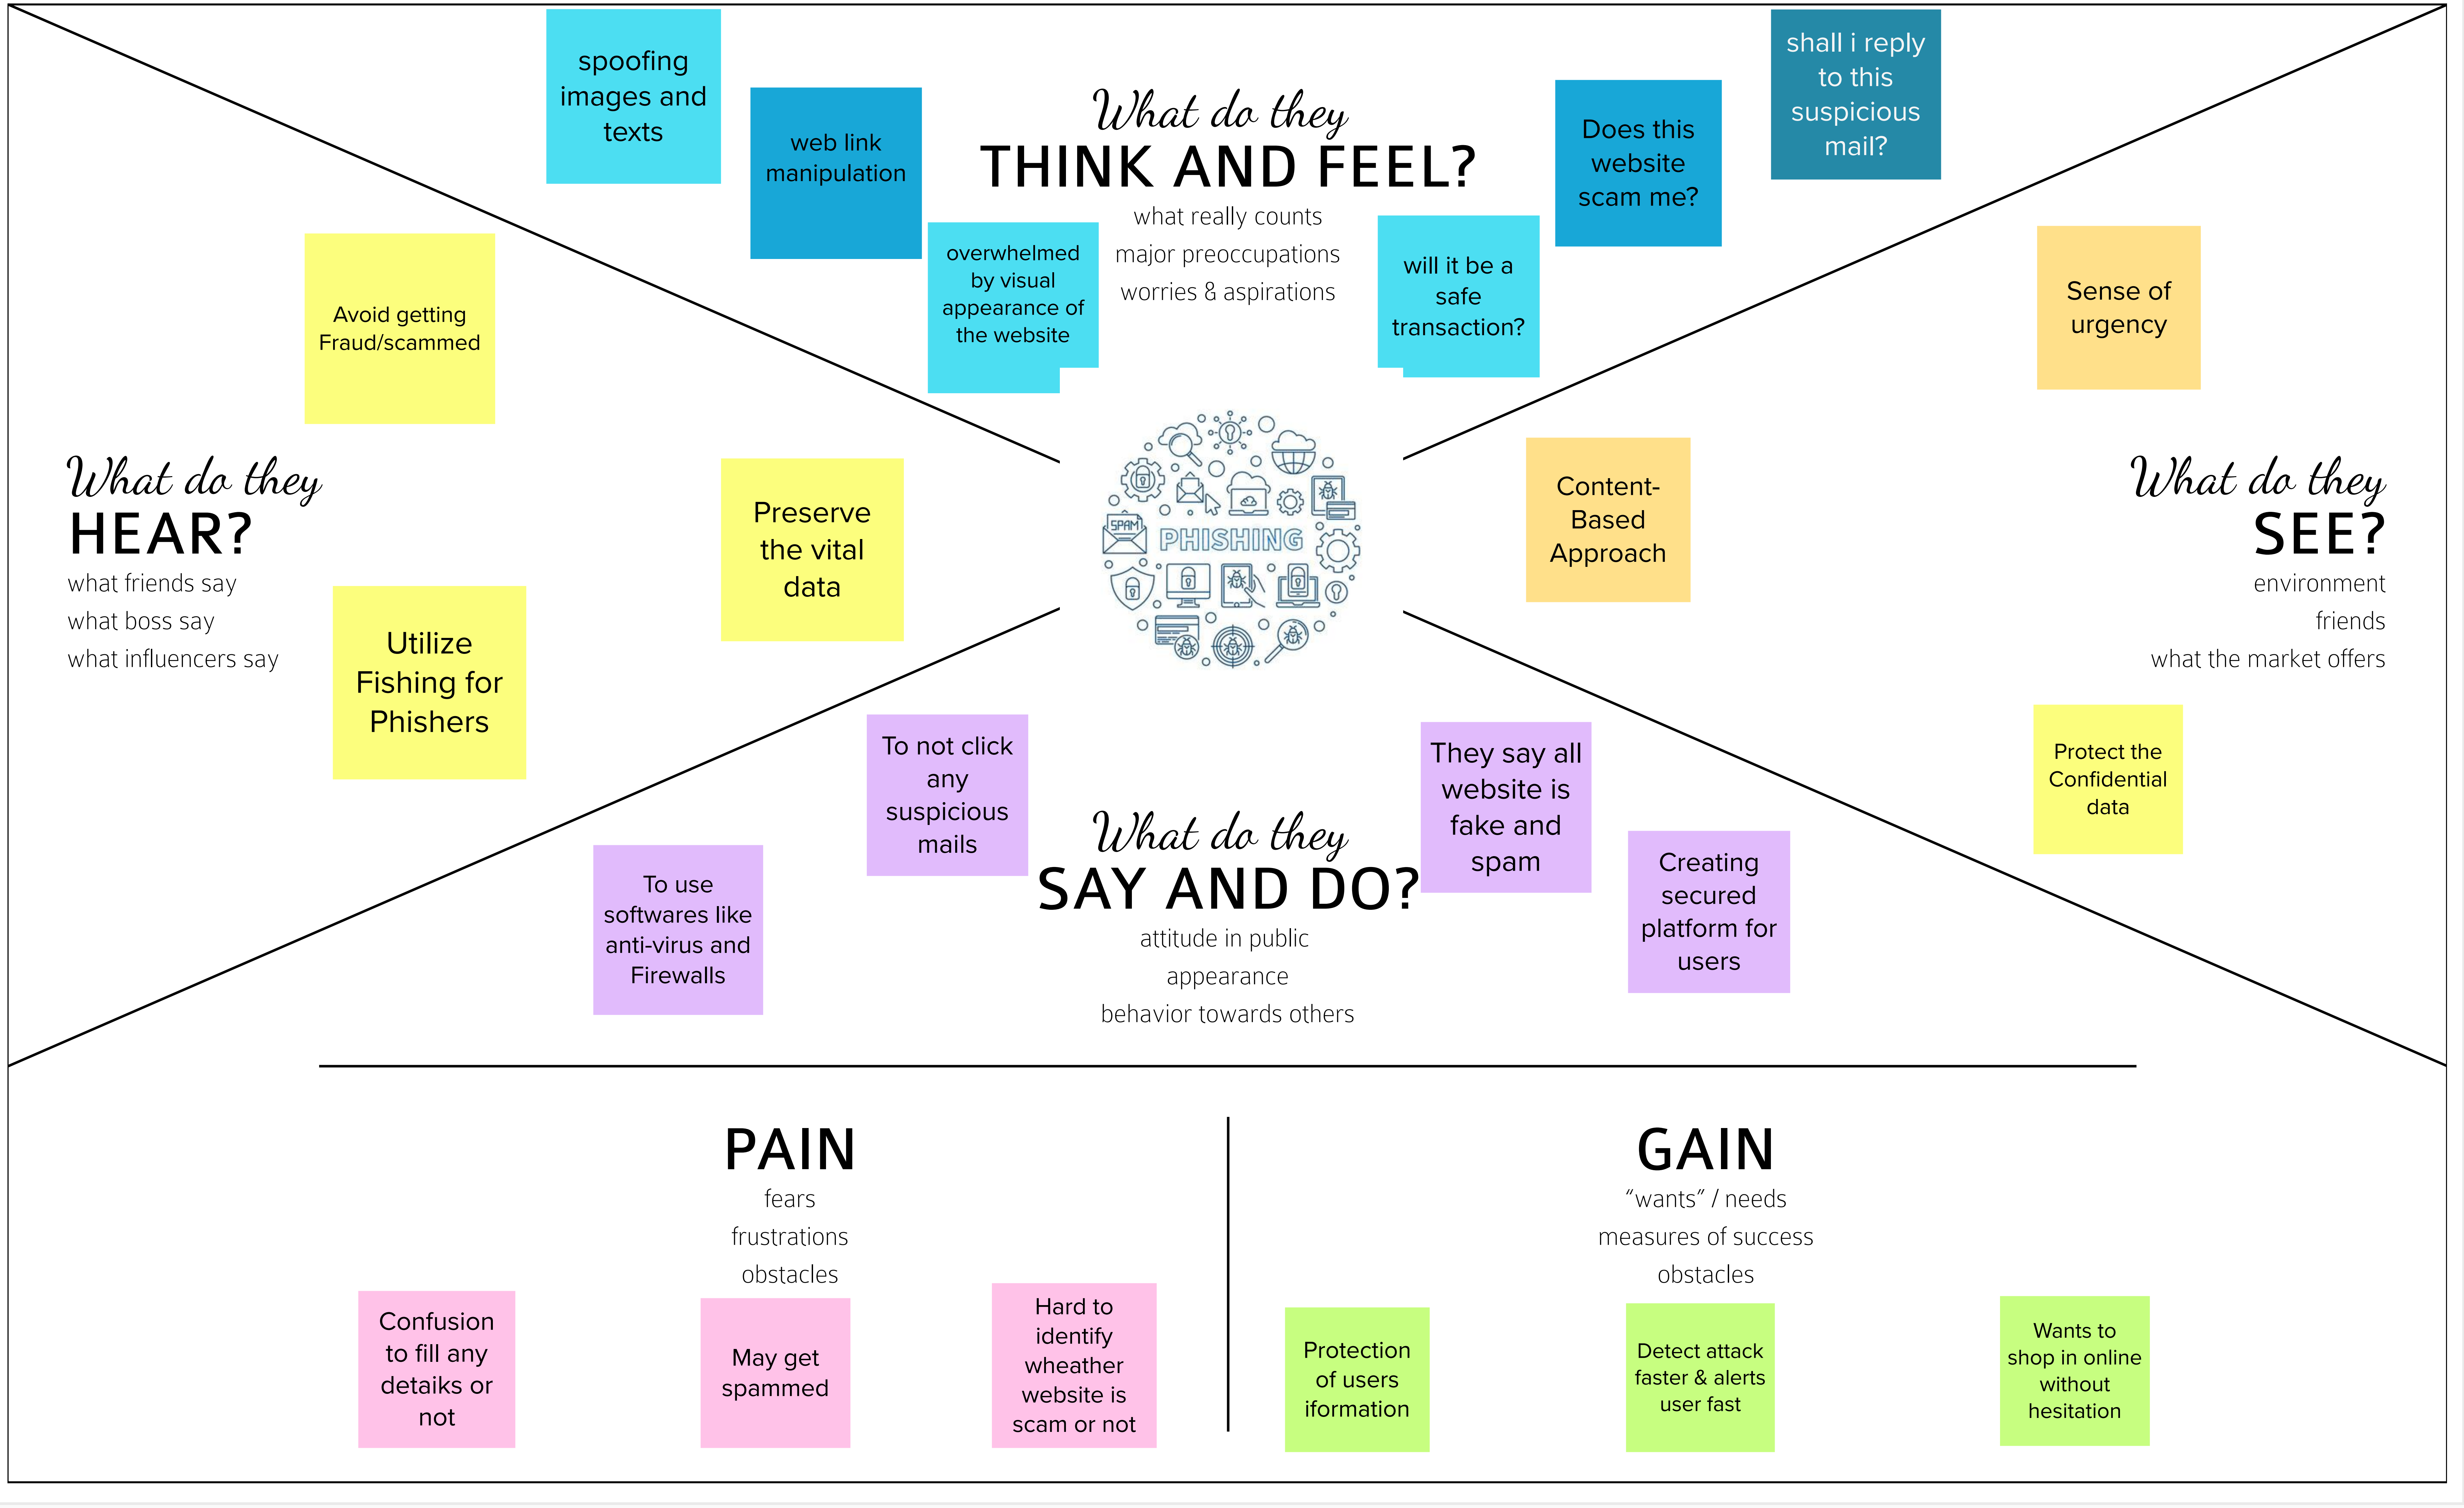 spoofing
images and
texts
web link
manipulation
overwhelmed
by visual
appearance of
the website
What do they
THINK AND FEEL?
what really counts
major preoccupations
worries & aspirations
will it be a
safe
transaction?
Does this
website
scam me?
shall i reply
to this
suspicious
mail?
Avoid getting
Fraud/scammed
What do they
HEAR?
what friends say
what boss say
what influencers say
Preserve
the vital
data
Utilize
Fishing for
Phishers
SPAM
PHISHING
Sense of
urgency
Content-
Based
Approach
What do they
SEE?
environment
friends
what the market offers
Protect the
Confidential
data
To not click
any
suspicious
mails
To use
softwares like
anti-virus and
Firewalls
What do they
SAY AND DO?
attitude in public
appearance
behavior towards others
They say all
website is
fake and
spam
Creating
secured
platform for
users
PAIN
fears
frustrations
obstacles
Confusion
to fill any
detaiks or
not
May get
spammed
Hard to
identify
wheather
website is
scam or not
GAIN
“wants” / needs
measures of success
obstacles
Protection
of users
iformation
Detect attack
faster & alerts
user fast
Wants to
shop in online
without
hesitation